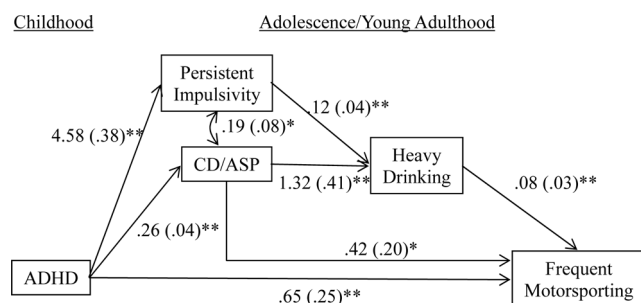 Childhood
Adolescence/Young Adulthood
Persistent
Impulsivity
4.58 (.38)**
.12 (.04)**
.19 (.08)*
CD/ASP
Heavy
Drinking
1.32 (.41)**
.26 (.04)**
.08 (.03)**
.42 (.20)*
ADHD
Frequent
Motorsporting
.65 (.25)**